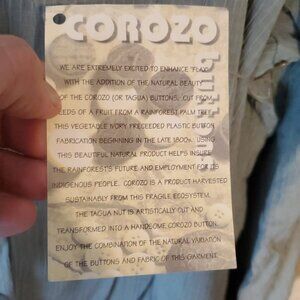 COROZO
buttons
WE ARE EXTREMELY EXCITED TO ENHANCE "FLAX"
WITH THE ADDITION OF THE NATURAL BEAUTY
OF THE COROZO (OR TAGUA) BUTTONS. CUT FROM
SEEDS OF A FRUIT FROM A RAINFOREST PALM TREE,
THIS VEGETABLE IVORY PRECEEDED PLASTIC BUTTON
FABRICATION BEGINNING IN THE LATE 1800's. USING
THIS BEAUTIFUL NATURAL PRODUCT HELPS INSURE
THE RAINFOREST'S FUTURE AND EMPLOYMENT FOR ITS
INDIGENOUS PEOPLE. COROZO IS A PRODUCT HARVESTED
SUSTAINABLY FROM THIS FRAGILE ECOSYSTEM.
THE TAGUA NUT IS ARTISTICALLY CUT AND
TRANSFORMED INTO A HANDSOME COROZO BUTTON.
ENJOY THE COMBINATION OF THE NATURAL VARIATION
OF THE BUTTONS AND FABRIC OF THIS GARMENT.